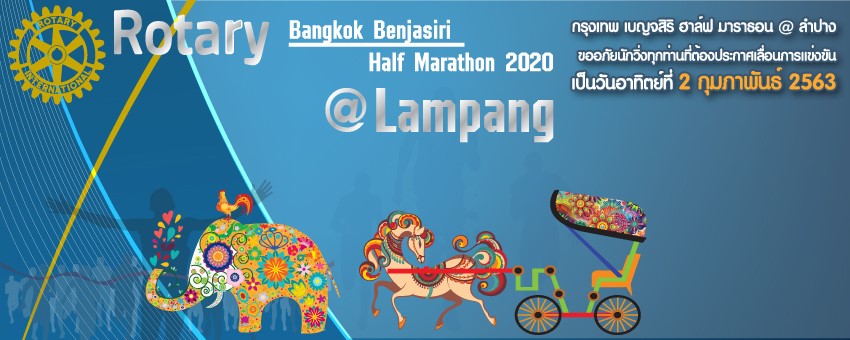 ROTARY
INTERNATIONAL
Rotary
Bangkok Benjasiri
Half Marathon 2020
@Lampang
กรุงเทพ เบญจสิริ ฮาล์ฟ มาราธอน @ ลำปาง
ขออภัยนักวิ่งทุกท่านที่ต้องประกาศเลื่อนการแข่งขัน
เป็นวันอาทิตย์ที่ 2 กุมภาพันธ์ 2563